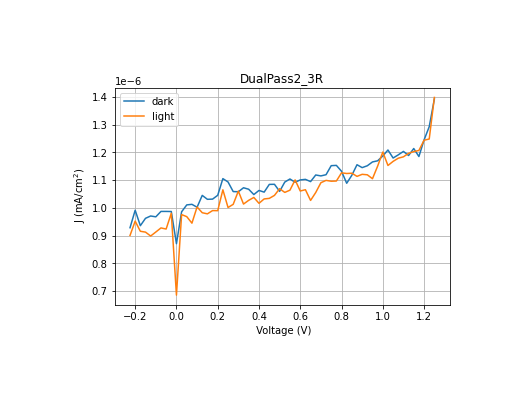 DualPass2_3R
1e−6
dark
light
1.4
1.3
1.2
1.1
1.0
0.9
0.8
0.7
J (mA/cm²)
−0.2 0.0 0.2 0.4 0.6 0.8 1.0 1.2
Voltage (V)